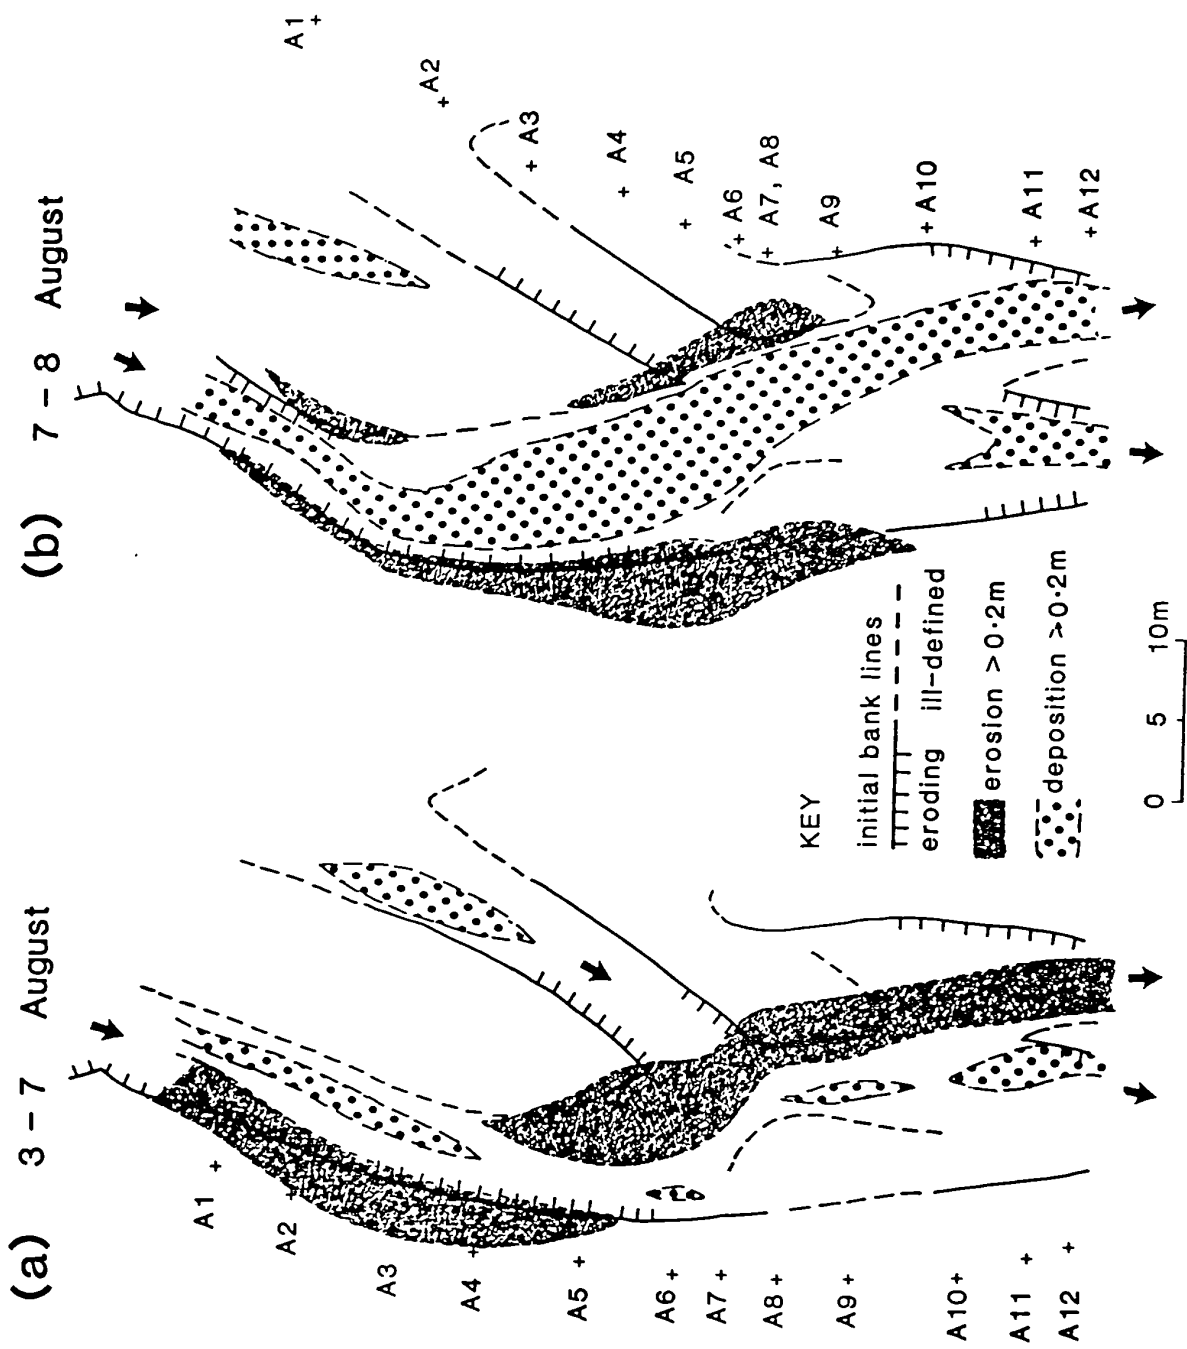 (a)
3 – 7 August
A1 +
A2 +
A3
A4 +
A5 +
A6 +
A7 +
A8 +
A9 +
A10+
A11 +
A12 +
(b)
7 – 8 August
A1 +
+ A2
+ A3
+ A4
+ A5
+ A6
+ A7, A8
+ A9
+ A10
+ A11
+ A12
KEY
initial bank lines
eroding ill-defined
erosion >0·2m
deposition >0·2m
0 5 10m